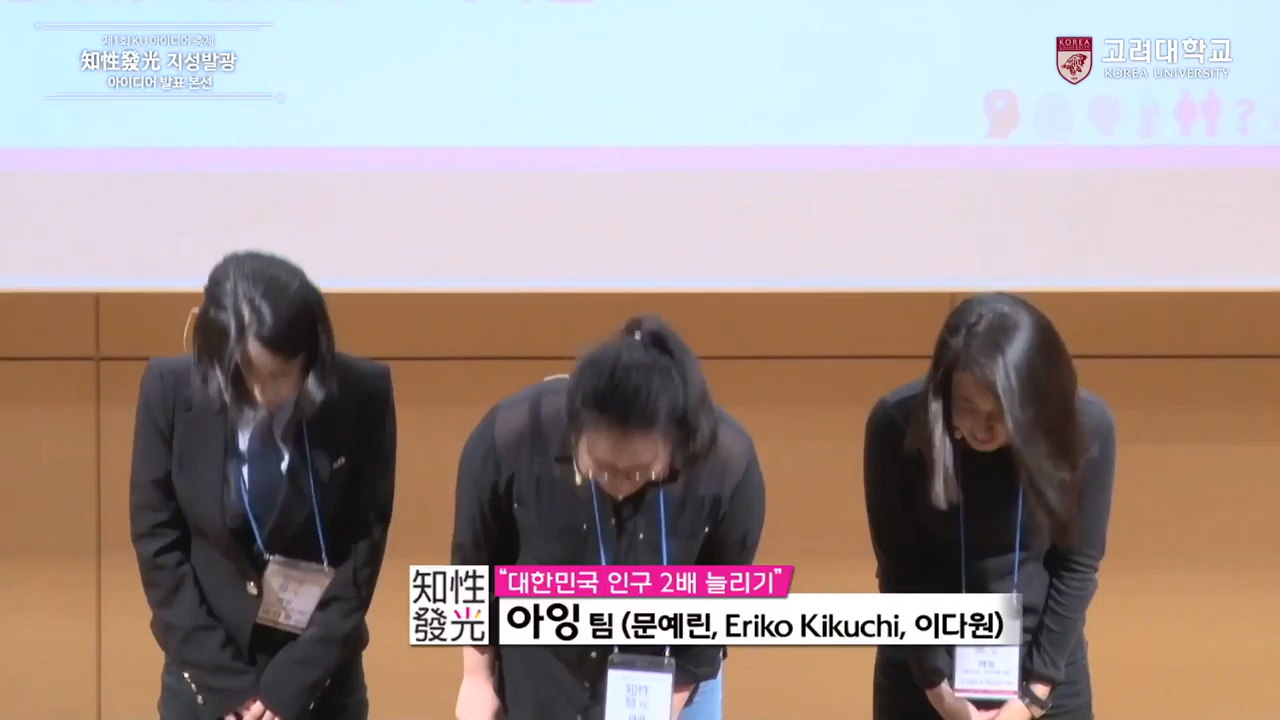 제1회 KU 아이디어 축제
知性發光 지성발광
아이디어 발표 본선
KOREA
고려대학교
KOREA UNIVERSITY
?
知性
發光
“대한민국 인구 2배 늘리기”
아잉 팀 (문예린, Eriko Kikuchi, 이다원)
知性